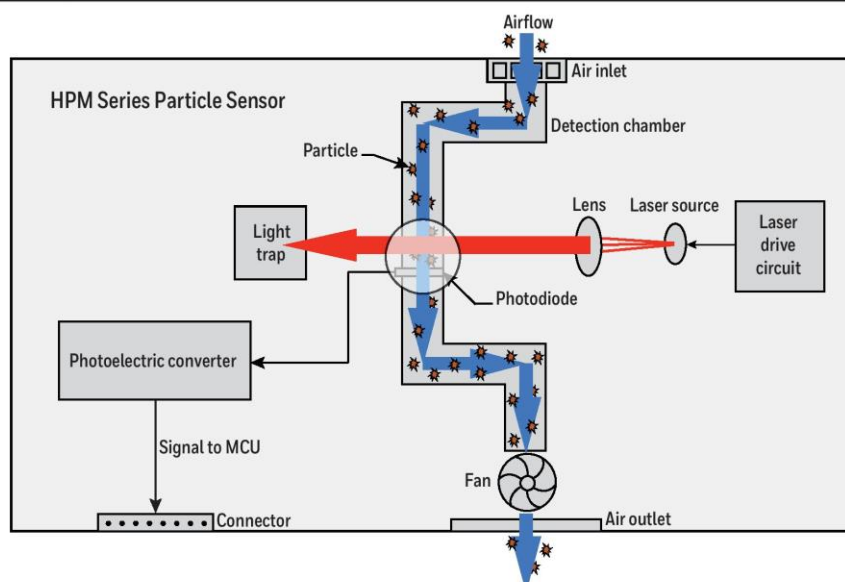 Airflow
Air inlet
HPM Series Particle Sensor
Detection chamber
Particle
Lens
Laser source
Light
trap
Laser
drive
circuit
Photodiode
Photoelectric converter
Signal to MCU
Fan
Connector
Air outlet